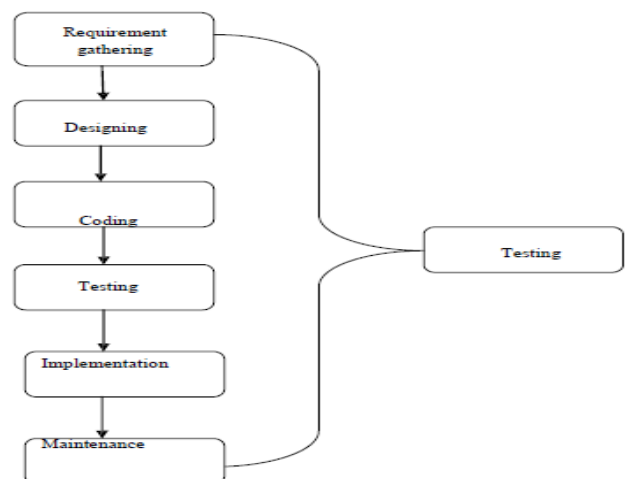 Requirement
gathering
Designing
Coding
Testing
Testing
Implementation
Maintenance